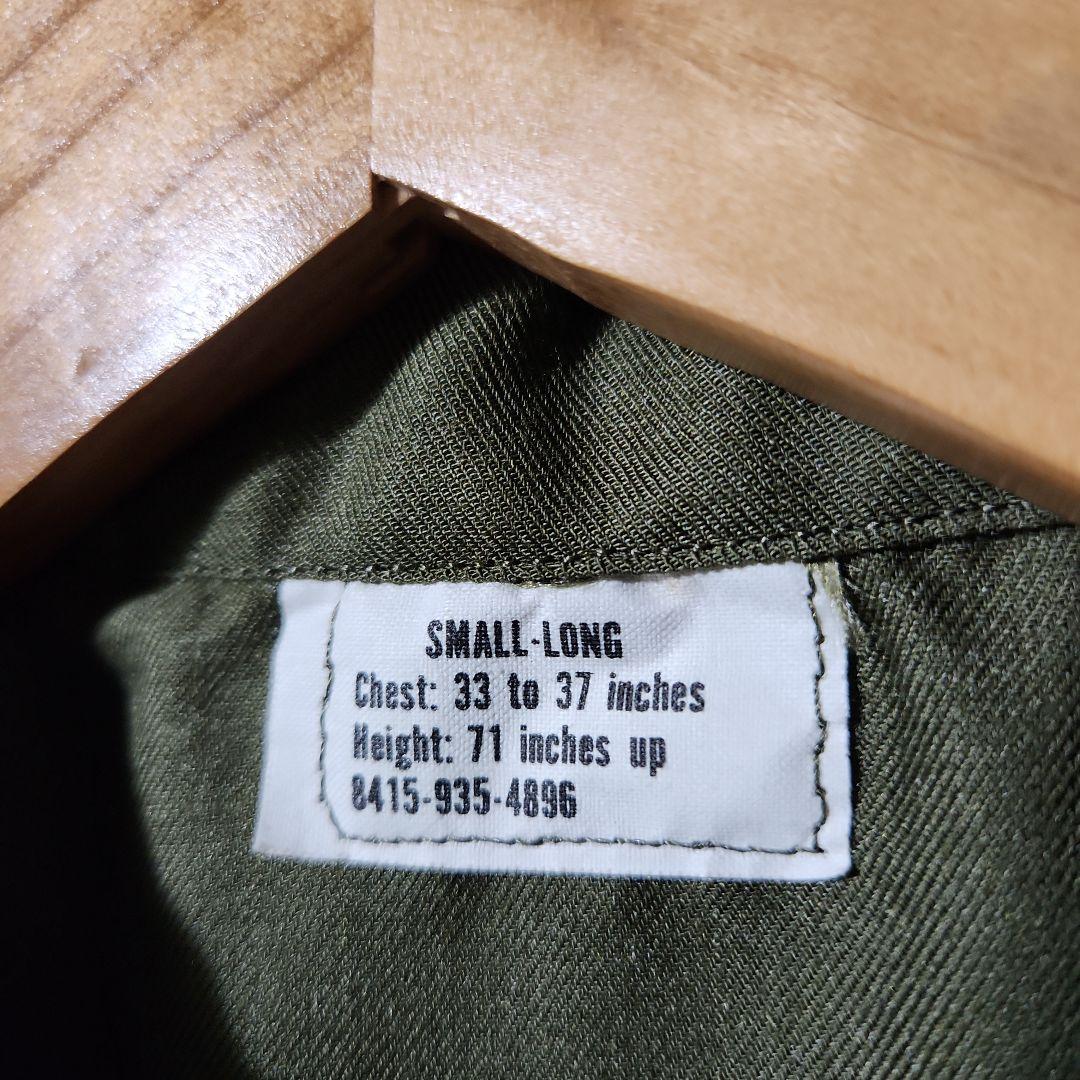 SMALL-LONG
Chest: 33 to 37 inches
Height: 71 inches up
8415-935-4896